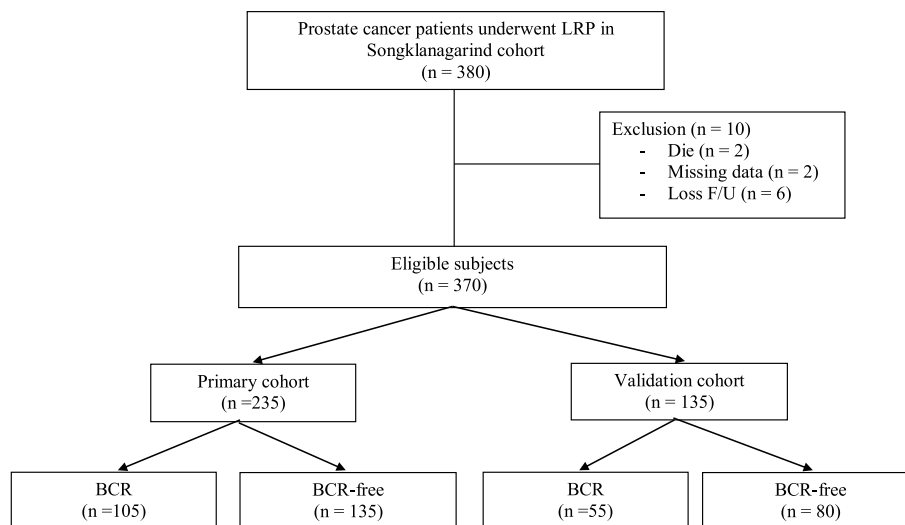 Prostate cancer patients underwent LRP in
Songklanagarind cohort
(n = 380)
Exclusion (n = 10)
- Die (n = 2)
- Missing data (n = 2)
- Loss F/U (n = 6)
Eligible subjects
(n = 370)
Primary cohort
(n =235)
Validation cohort
(n = 135)
BCR
(n =105)
BCR-free
(n = 135)
BCR
(n =55)
BCR-free
(n = 80)